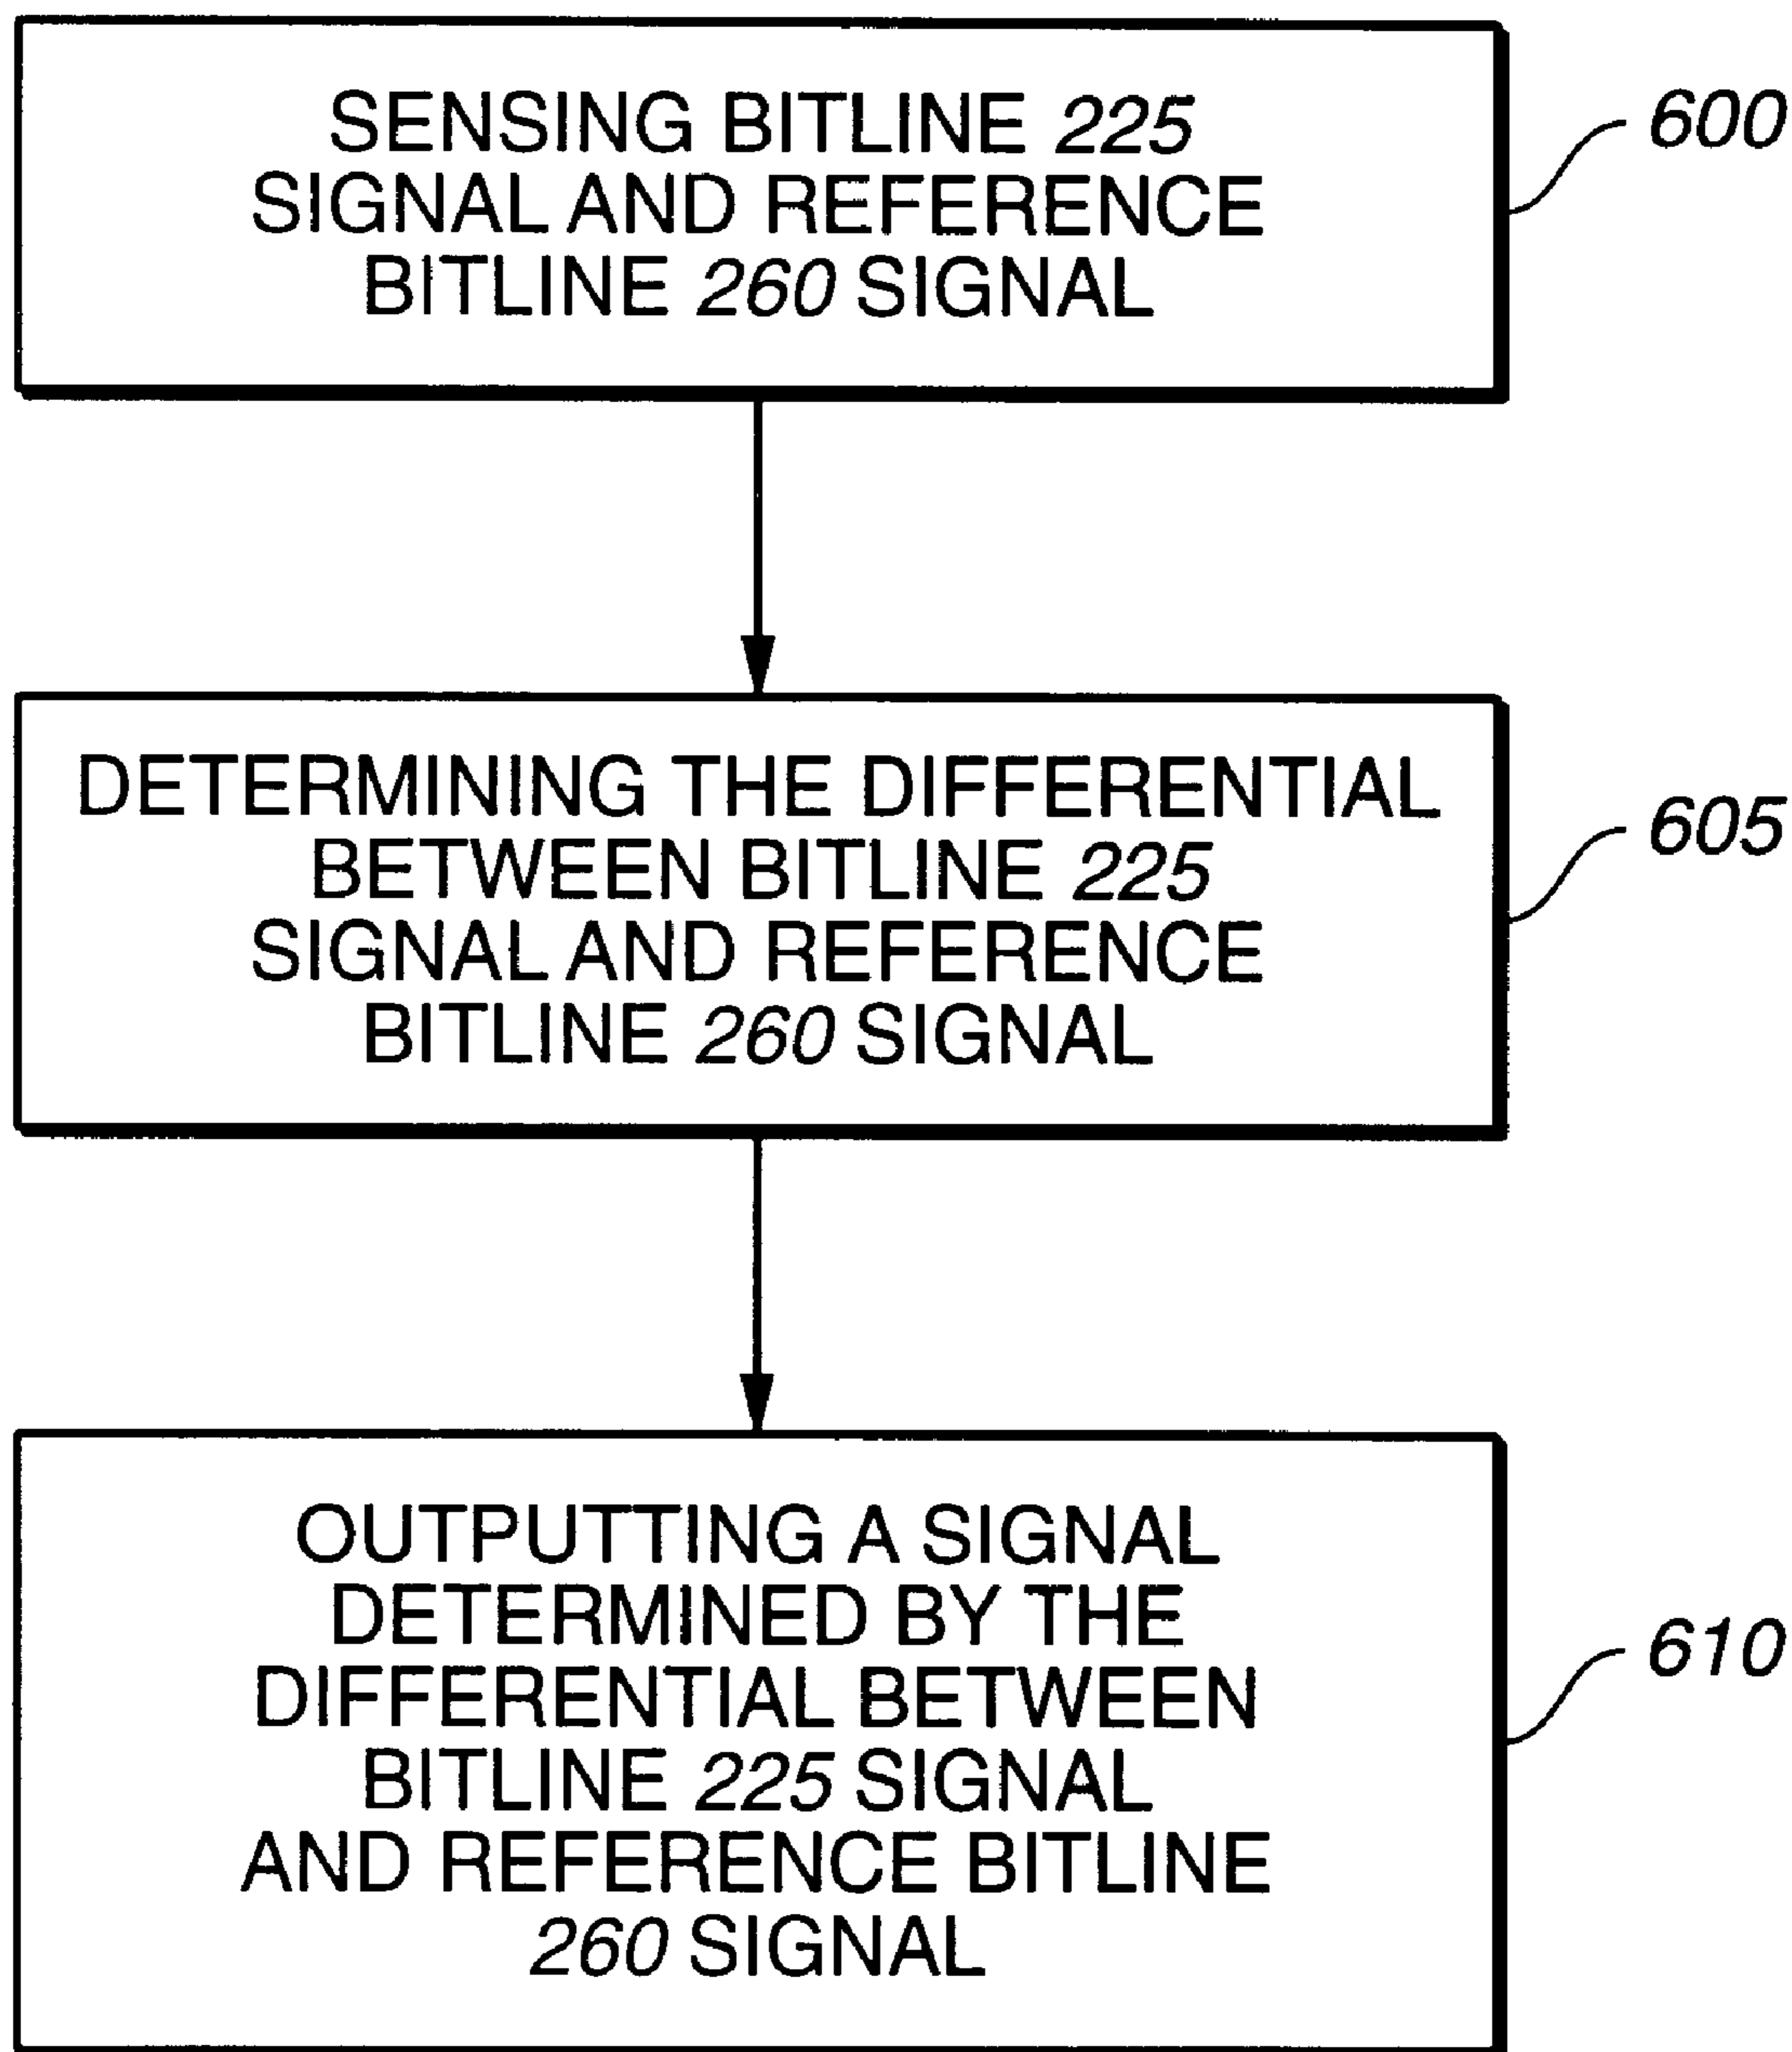 SENSING BITLINE 225
SIGNAL AND REFERENCE
BITLINE 260 SIGNAL
600
DETERMINING THE DIFFERENTIAL
BETWEEN BITLINE 225
SIGNAL AND REFERENCE
BITLINE 260 SIGNAL
605
OUTPUTTING A SIGNAL
DETERMINED BY THE
DIFFERENTIAL BETWEEN
BITLINE 225 SIGNAL
AND REFERENCE BITLINE
260 SIGNAL
610